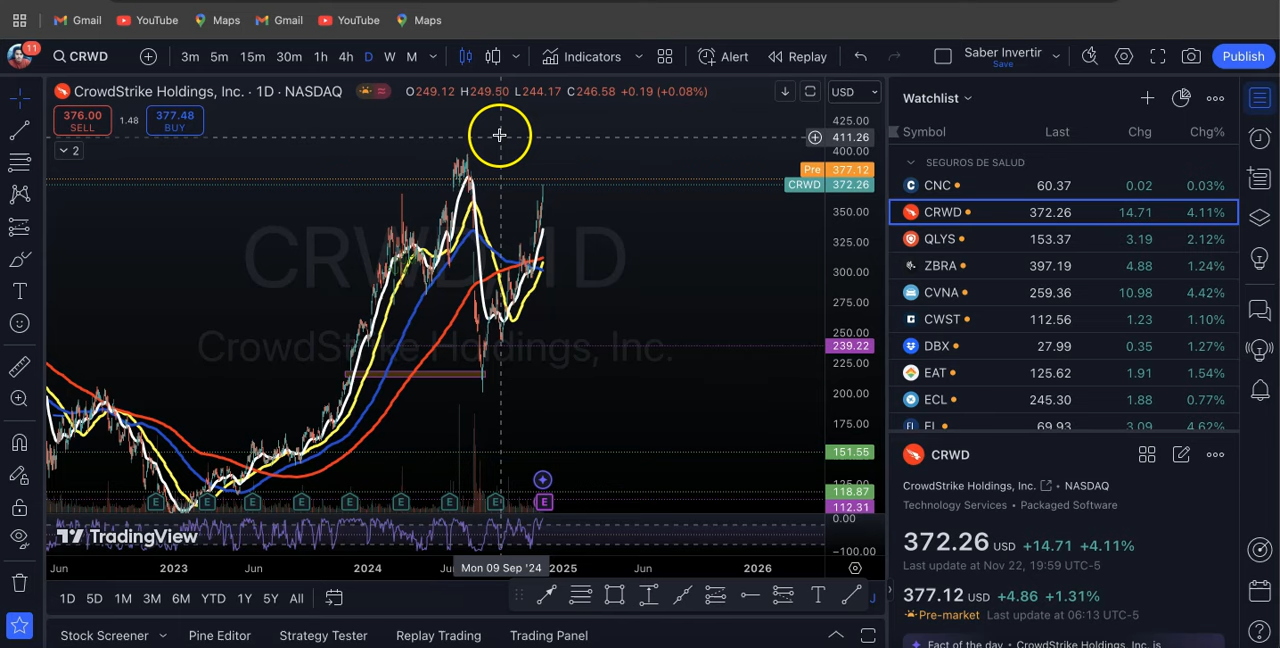 Gmail YouTube Maps Gmail YouTube Maps
11 CRWD 3m 5m 15m 30m 1h 4h D W M Indicators Alert Replay Saber Invertir Save Publish
CrowdStrike Holdings, Inc. · 1D · NASDAQ O249.12 H249.50 L244.17 C246.58 +0.19 (+0.08%) USD
376.00 SELL 1.48 377.48 BUY
2
425.00
411.26
400.00
Pre 377.12
CRWD 372.26
350.00
325.00
300.00
275.00
250.00
239.22
225.00
200.00
175.00
151.55
118.87
112.31
0.00
−100.00
CRWD, 1D
CrowdStrike Holdings, Inc.
E E E E E E E E E
TradingView
Jun 2023 Jun 2024 Mon 09 Sep '24 2025 Jun 2026
1D 5D 1M 3M 6M YTD 1Y 5Y All
Stock Screener Pine Editor Strategy Tester Replay Trading Trading Panel
Watchlist
Symbol Last Chg Chg%
SEGUROS DE SALUD
CNC 60.37 0.02 0.03%
CRWD 372.26 14.71 4.11%
QLYS 153.37 3.19 2.12%
ZBRA 397.19 4.88 1.24%
CVNA 259.36 10.98 4.42%
CWST 112.56 1.23 1.10%
DBX 27.99 0.35 1.27%
EAT 125.62 1.91 1.54%
ECL 245.30 1.88 0.77%
69.93 3.09 4.62%
CRWD
CrowdStrike Holdings, Inc. • NASDAQ
Technology Services • Packaged Software
372.26 USD +14.71 +4.11%
Last update at Nov 22, 19:59 UTC-5
377.12 USD +4.86 +1.31%
Pre-market Last update at 06:13 UTC-5
Fact of the day • CrowdStrike Holdings, Inc. is